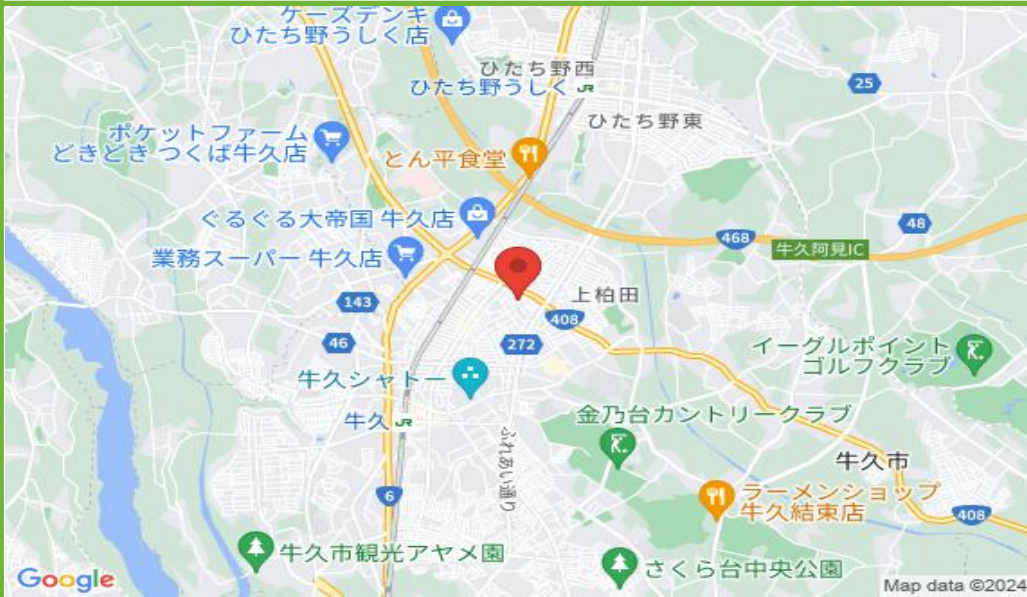 ケーズデンキ
ひたち野うしく店
ひたち野西
ひたち野うしく
JR
25
ひたち野東
ポケットファーム
どきどき つくば牛久店
とん平食堂
ぐるぐる大帝国 牛久店
48
468
牛久阿見IC
業務スーパー 牛久店
上柏田
143
408
46
272
イーグルポイント
ゴルフクラブ
牛久シャトー
金乃台カントリークラブ
牛久
JR
ふれあい通り
牛久市
6
ラーメンショップ
牛久結束店
408
牛久市観光アヤメ園
さくら台中央公園
Google
Map data ©2024